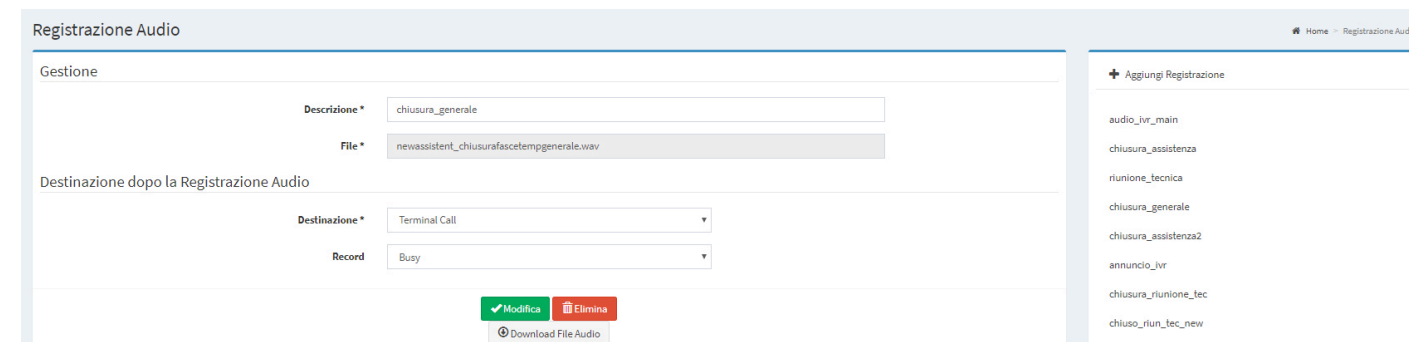 Registrazione Audio
Home > Registrazione Aud
Gestione
Descrizione * chiusura_generale
File * newassistent_chiusurafascetempgenerale.wav
Destinazione dopo la Registrazione Audio
Destinazione * Terminal Call
Record Busy
Modifica Elimina
Download File Audio
Aggiungi Registrazione
audio_ivr_main
chiusura_assistenza
riunione_tecnica
chiusura_generale
chiusura_assistenza2
annuncio_ivr
chiusura_riunione_tec
chiuso_riun_tec_new